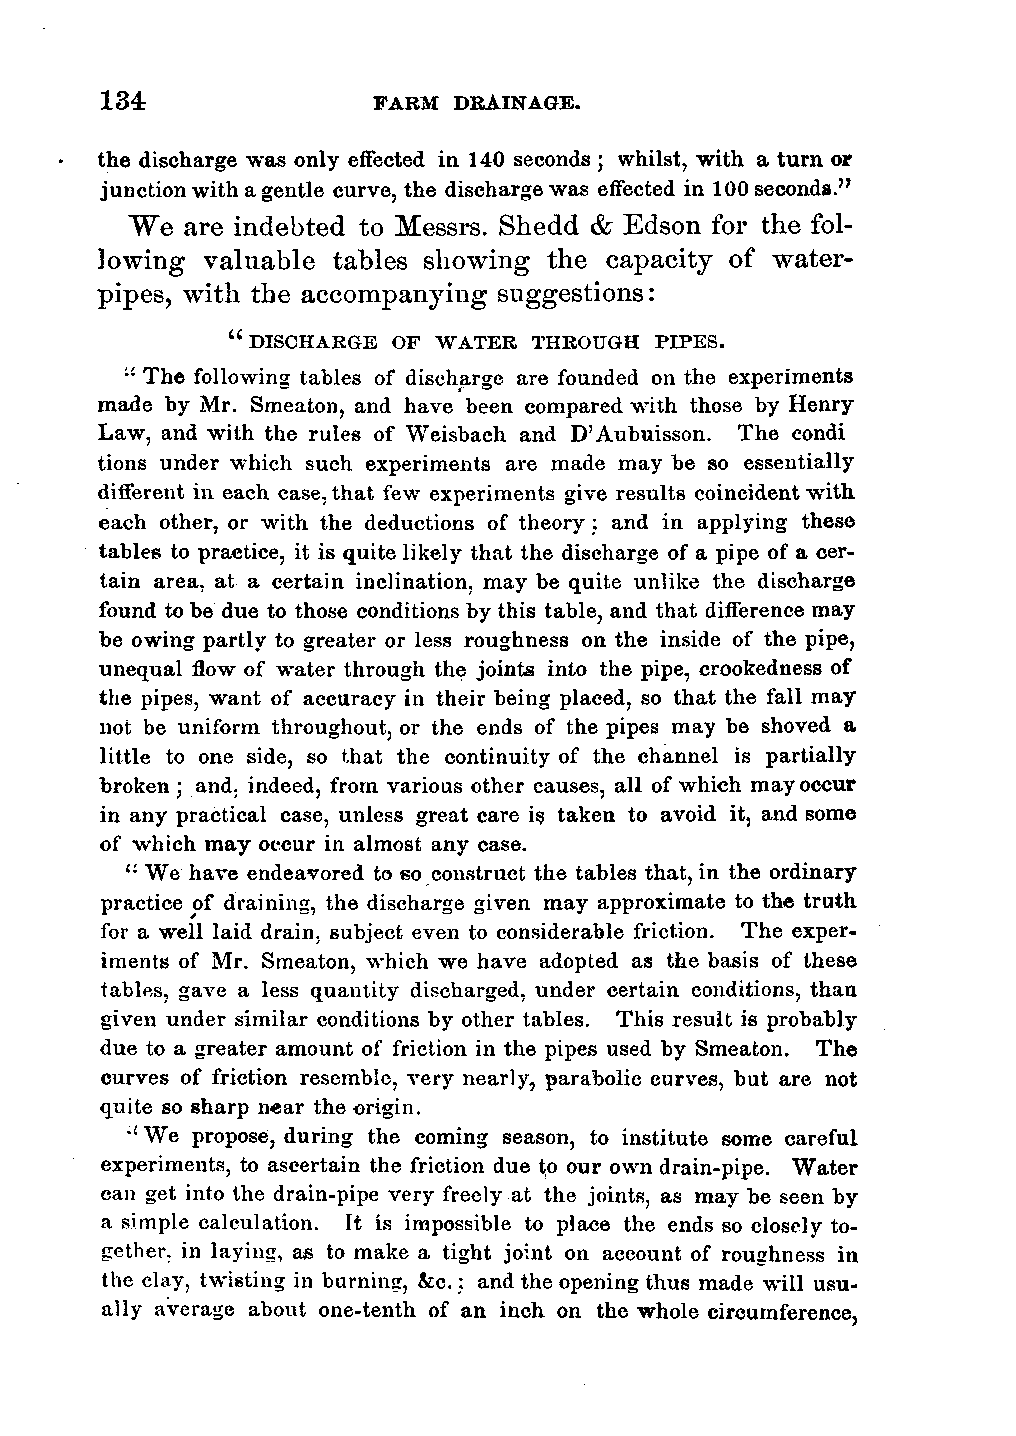 134 FARM DRAINAGE.
the discharge was only effected in 140 seconds; whilst, with a turn or
junction with a gentle curve, the discharge was effected in 100 seconds."
We are indebted to Messrs. Shedd & Edson for the fol-
lowing valuable tables showing the capacity of water-
pipes, with the accompanying suggestions:
"DISCHARGE OF WATER THROUGH PIPES.
"The following tables of discharge are founded on the experiments
made by Mr. Smeaton, and have been compared with those by Henry
Law, and with the rules of Weisbach and D'Aubuisson. The condi
tions under which such experiments are made may be so essentially
different in each case, that few experiments give results coincident with
each other, or with the deductions of theory; and in applying these
tables to practice, it is quite likely that the discharge of a pipe of a cer-
tain area, at a certain inclination, may be quite unlike the discharge
found to be due to those conditions by this table, and that difference may
be owing partly to greater or less roughness on the inside of the pipe,
unequal flow of water through the joints into the pipe, crookedness of
the pipes, want of accuracy in their being placed, so that the fall may
not be uniform throughout, or the ends of the pipes may be shoved a
little to one side, so that the continuity of the channel is partially
broken; and, indeed, from various other causes, all of which may occur
in any practical case, unless great care is taken to avoid it, and some
of which may occur in almost any case.
"We have endeavored to so construct the tables that, in the ordinary
practice of draining, the discharge given may approximate to the truth
for a well laid drain, subject even to considerable friction. The exper-
iments of Mr. Smeaton, which we have adopted as the basis of these
tables, gave a less quantity discharged, under certain conditions, than
given under similar conditions by other tables. This result is probably
due to a greater amount of friction in the pipes used by Smeaton. The
curves of friction resemble, very nearly, parabolic curves, but are not
quite so sharp near the origin.
"We propose, during the coming season, to institute some careful
experiments, to ascertain the friction due to our own drain-pipe. Water
can get into the drain-pipe very freely at the joints, as may be seen by
a simple calculation. It is impossible to place the ends so closely to-
gether, in laying, as to make a tight joint on account of roughness in
the clay, twisting in burning, &c.; and the opening thus made will usu-
ally average about one-tenth of an inch on the whole circumference,